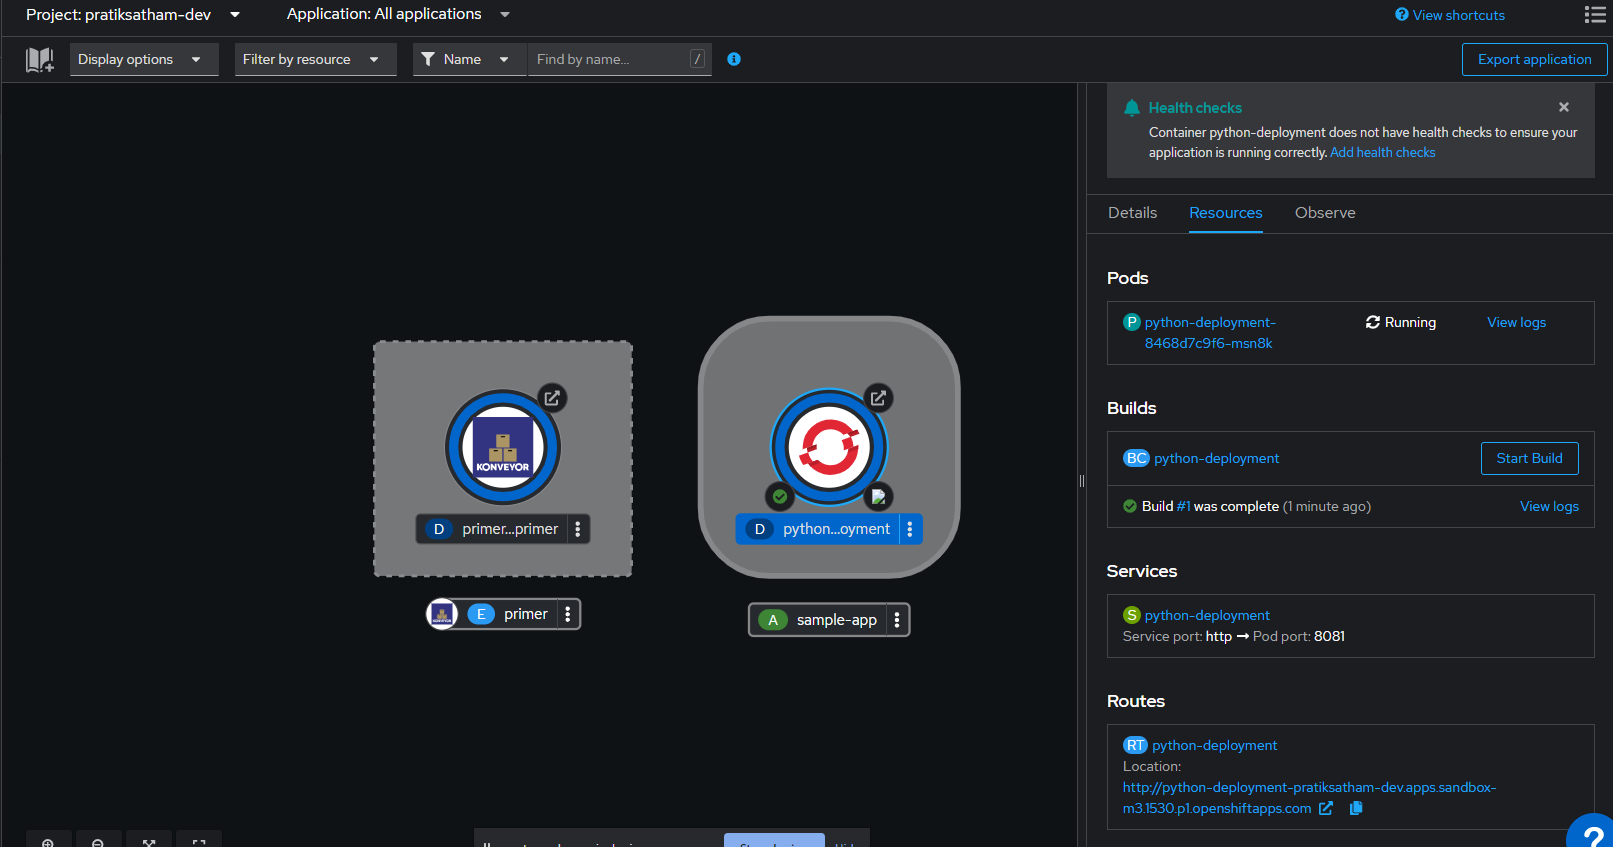 Project: pratiksatham-dev
Application: All applications
View shortcuts
Display options
Filter by resource
Name
Find by name...
/
Export application
Health checks
Container python-deployment does not have health checks to ensure your
application is running correctly. Add health checks
Details
Resources
Observe
Pods
P python-deployment-
8468d7c9f6-msn8k
Running
View logs
Builds
BC python-deployment
Start Build
Build #1 was complete (1 minute ago)
View logs
Services
S python-deployment
Service port: http → Pod port: 8081
Routes
RT python-deployment
Location:
http://python-deployment-pratiksatham-dev.apps.sandbox-
m3.1530.p1.openshiftapps.com
KONVEYOR
D primer...primer
E primer
D python...oyment
A sample-app